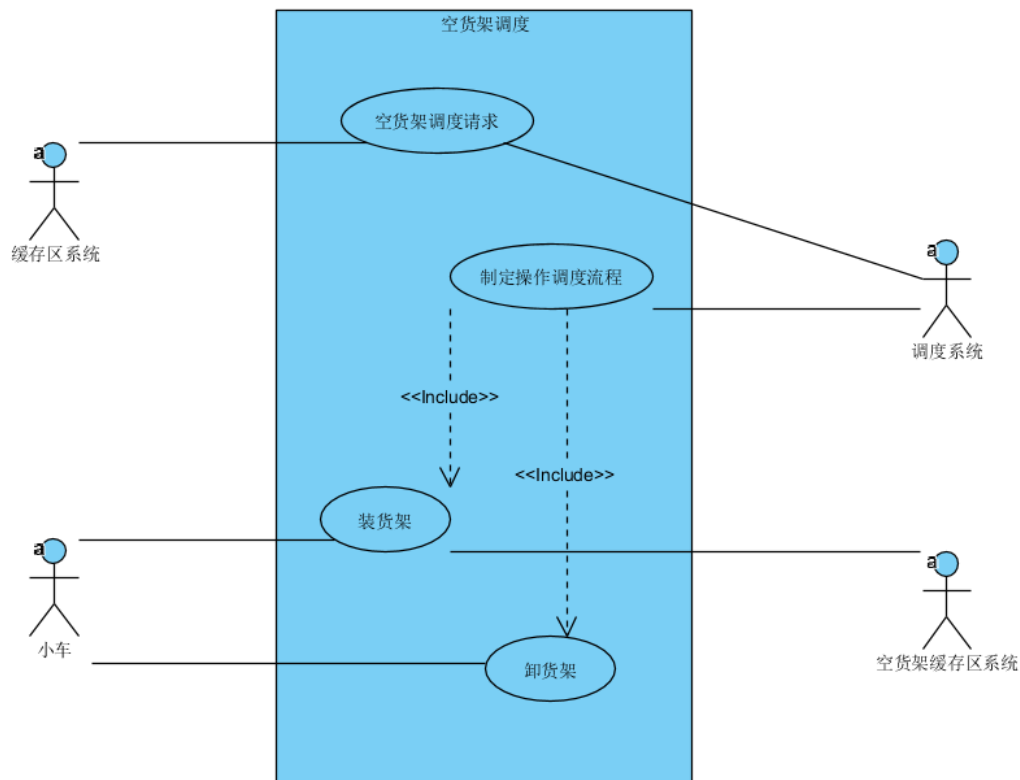 空货架调度
空货架调度请求
a
缓存区系统
制定操作调度流程
a
调度系统
<<Include>>
<<Include>>
装货架
a
小车
a
空货架缓存区系统
卸货架